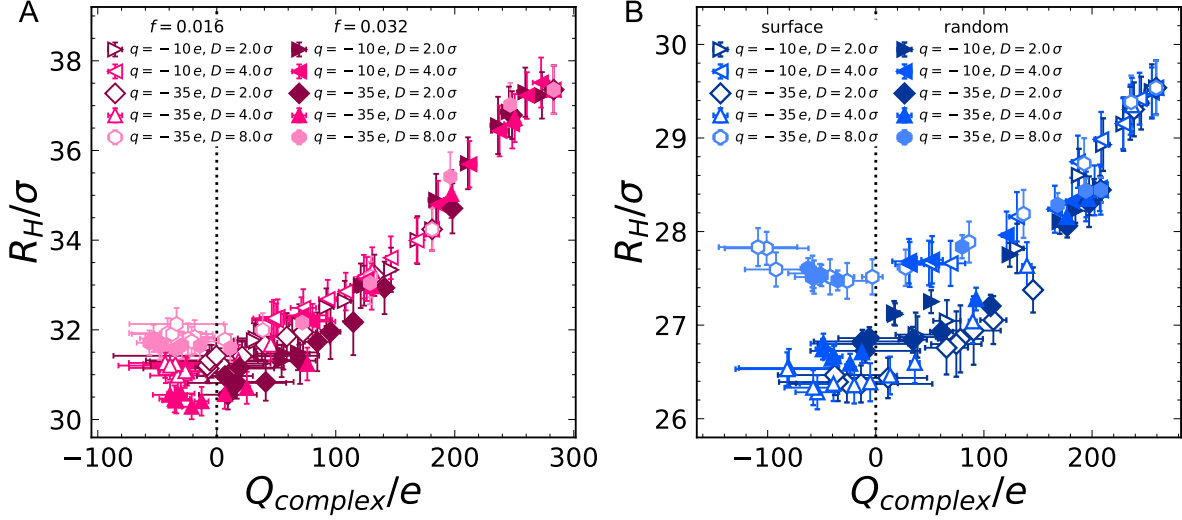 A
f = 0.016 f = 0.032
q = −10 e, D = 2.0 σ q = −10 e, D = 2.0 σ
q = −10 e, D = 4.0 σ q = −10 e, D = 4.0 σ
q = −35 e, D = 2.0 σ q = −35 e, D = 2.0 σ
q = −35 e, D = 4.0 σ q = −35 e, D = 4.0 σ
q = −35 e, D = 8.0 σ q = −35 e, D = 8.0 σ
38
36
34
32
30
R_H/σ
−100 0 100 200 300
Q_complex/e
B
surface random
q = −10 e, D = 2.0 σ q = −10 e, D = 2.0 σ
q = −10 e, D = 4.0 σ q = −10 e, D = 4.0 σ
q = −35 e, D = 2.0 σ q = −35 e, D = 2.0 σ
q = −35 e, D = 4.0 σ q = −35 e, D = 4.0 σ
q = −35 e, D = 8.0 σ q = −35 e, D = 8.0 σ
30
29
28
27
26
R_H/σ
−100 0 100 200
Q_complex/e